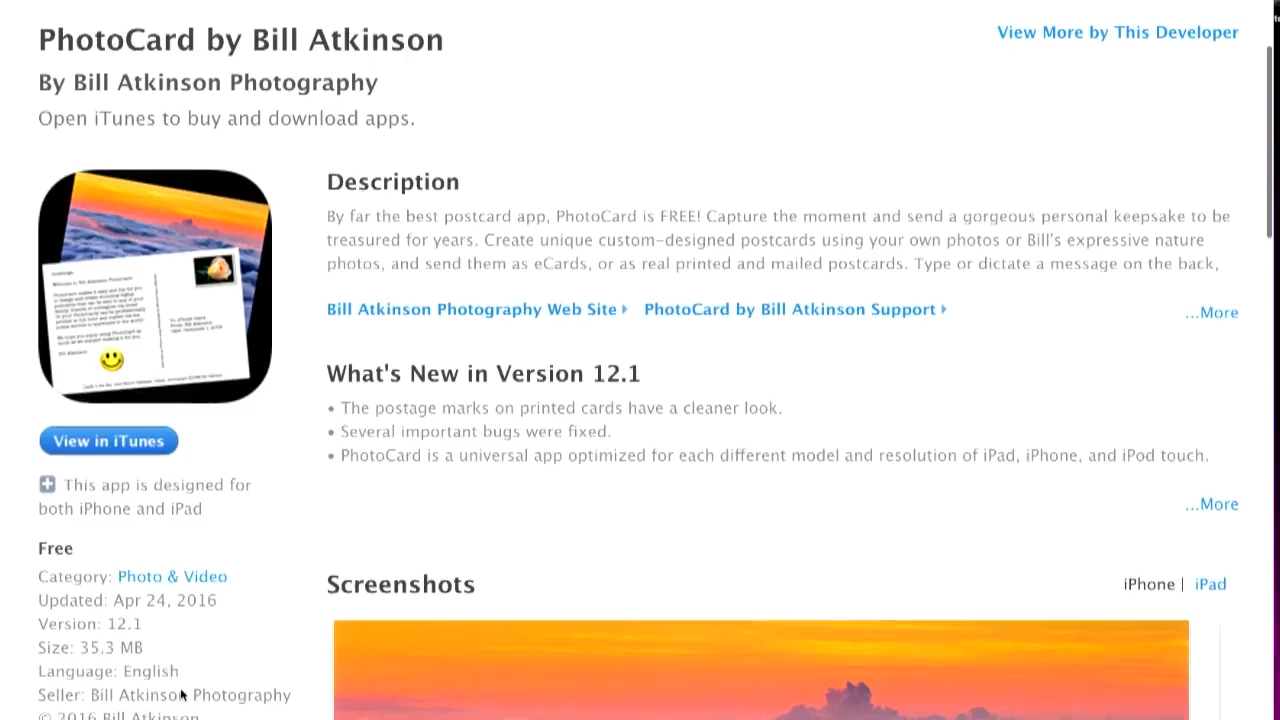 PhotoCard by Bill Atkinson
View More by This Developer
By Bill Atkinson Photography
Open iTunes to buy and download apps.
Description
By far the best postcard app, PhotoCard is FREE! Capture the moment and send a gorgeous personal keepsake to be
treasured for years. Create unique custom-designed postcards using your own photos or Bill's expressive nature
photos, and send them as eCards, or as real printed and mailed postcards. Type or dictate a message on the back,
Bill Atkinson Photography Web Site
PhotoCard by Bill Atkinson Support
...More
What's New in Version 12.1
• The postage marks on printed cards have a cleaner look.
• Several important bugs were fixed.
• PhotoCard is a universal app optimized for each different model and resolution of iPad, iPhone, and iPod touch.
...More
View in iTunes
This app is designed for
both iPhone and iPad
Free
Category: Photo & Video
Updated: Apr 24, 2016
Version: 12.1
Size: 35.3 MB
Language: English
Seller: Bill Atkinson Photography
© 2016 Bill Atkinson
Screenshots
iPhone | iPad